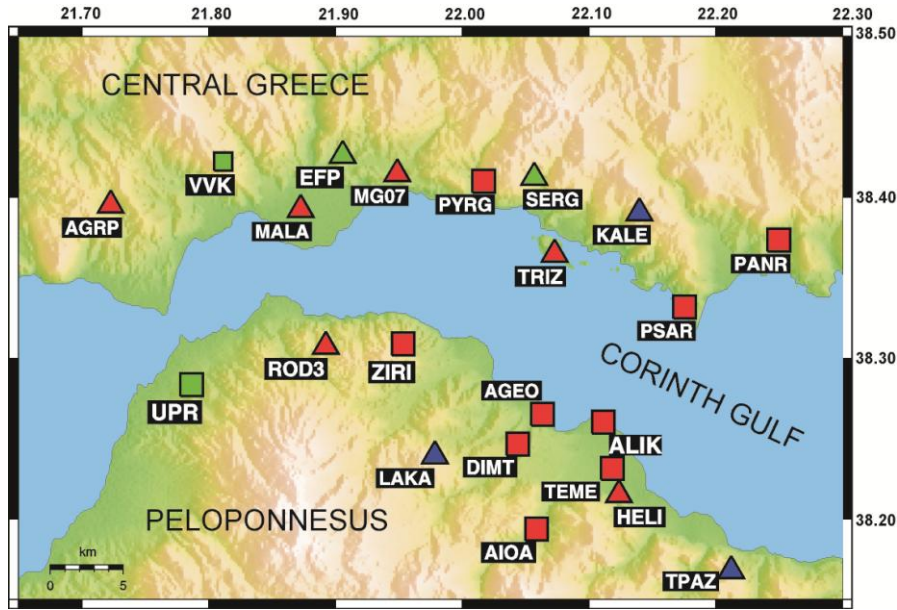 21.70 21.80 21.90 22.00 22.10 22.20 22.30
38.50
CENTRAL GREECE
EFP
VVK
MG07
PYRG
SERG
38.40
AGRP
MALA
KALE
TRIZ
PANR
PSAR
38.30
ROD3
ZIRI
CORINTH GULF
AGEO
UPR
ALIK
DIMT
LAKA
TEME
HELI
PELOPONNESUS
38.20
AIOA
km
0 5
TPAZ